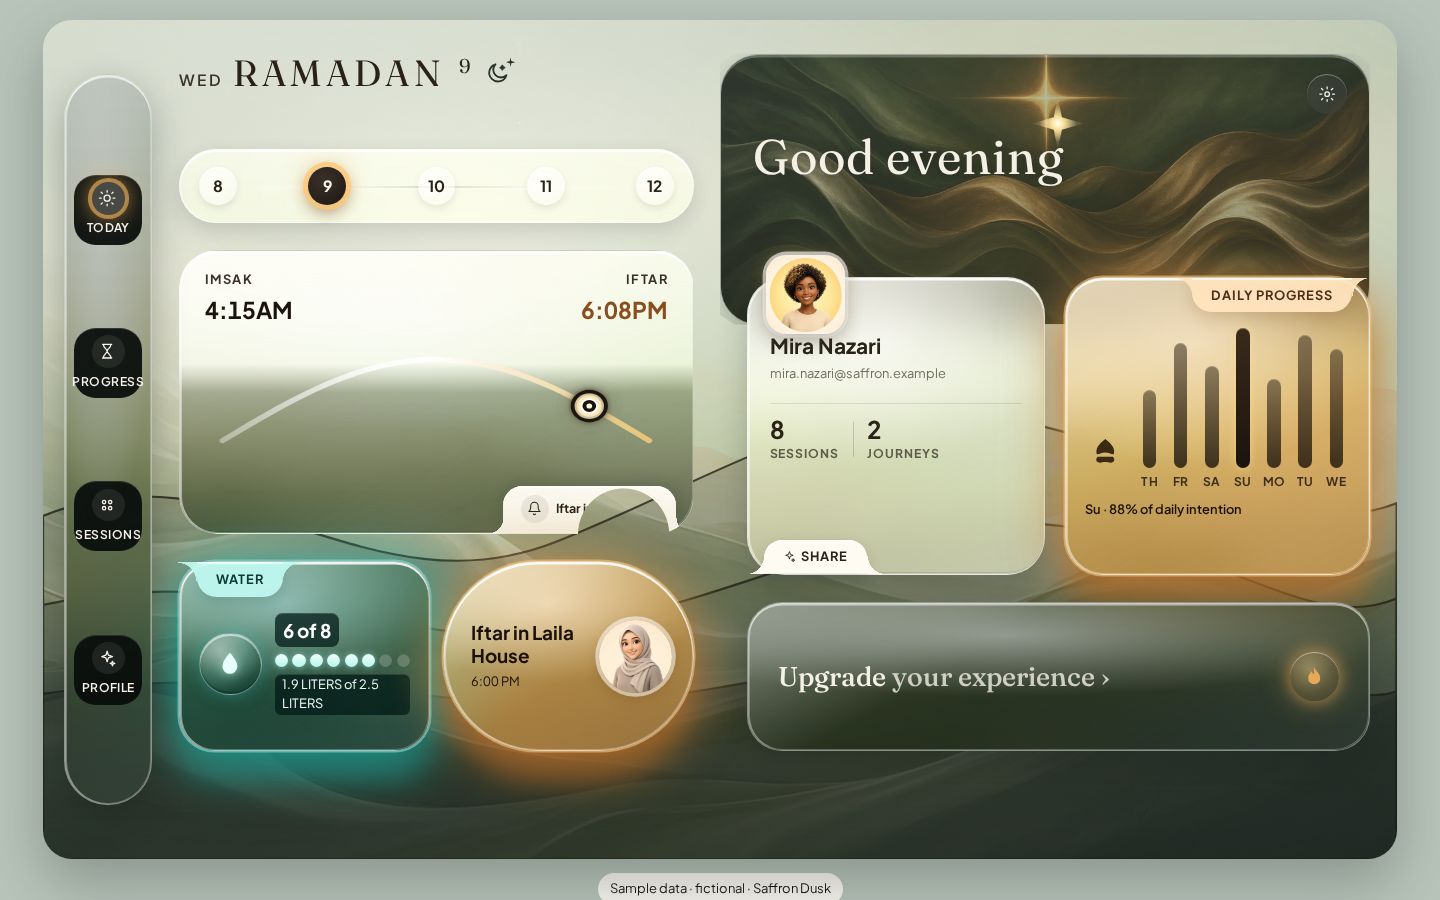 WED RAMADAN 9
TODAY
PROGRESS
SESSIONS
PROFILE
8 9 10 11 12
IMSAK
4:15AM
IFTAR
6:08PM
Iftar
WATER
6 of 8
1.9 LITERS of 2.5
LITERS
Iftar in Laila
House
6:00 PM
Good evening
Mira Nazari
mira.nazari@saffron.example
8
SESSIONS
2
JOURNEYS
SHARE
DAILY PROGRESS
TH FR SA SU MO TU WE
Su · 88% of daily intention
Upgrade your experience ›
Sample data · fictional · Saffron Dusk